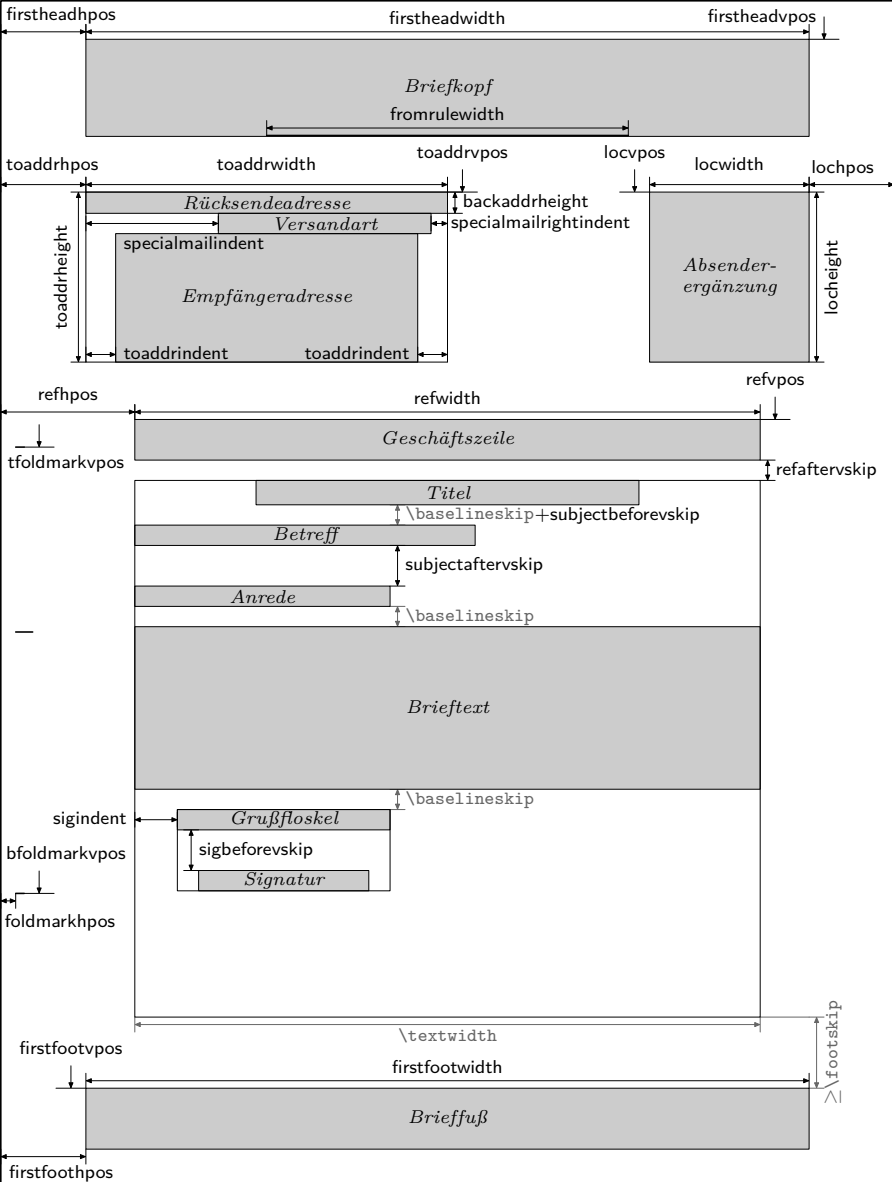 firstheadhpos
firstheadwidth
firstheadvpos
Briefkopf
fromrulewidth
toaddrhpos
toaddrwidth
toaddrvpos
locvpos
locwidth
lochpos
Rücksendeadresse
backaddrheight
Versandart
specialmailrightindent
specialmailindent
toaddrheight
Empfängeradresse
Absender-
ergänzung
locheight
toaddrindent
toaddrindent
refhpos
refwidth
refvpos
Geschäftszeile
tfoldmarkvpos
refaftervskip
Titel
\baselineskip+subjectbeforevskip
Betreff
subjectaftervskip
Anrede
\baselineskip
Brieftext
\baselineskip
sigindent
Grußfloskel
sigbeforevskip
bfoldmarkvpos
Signatur
foldmarkhpos
\textwidth
≥\footskip
firstfootvpos
firstfootwidth
Brieffuß
firstfoothpos